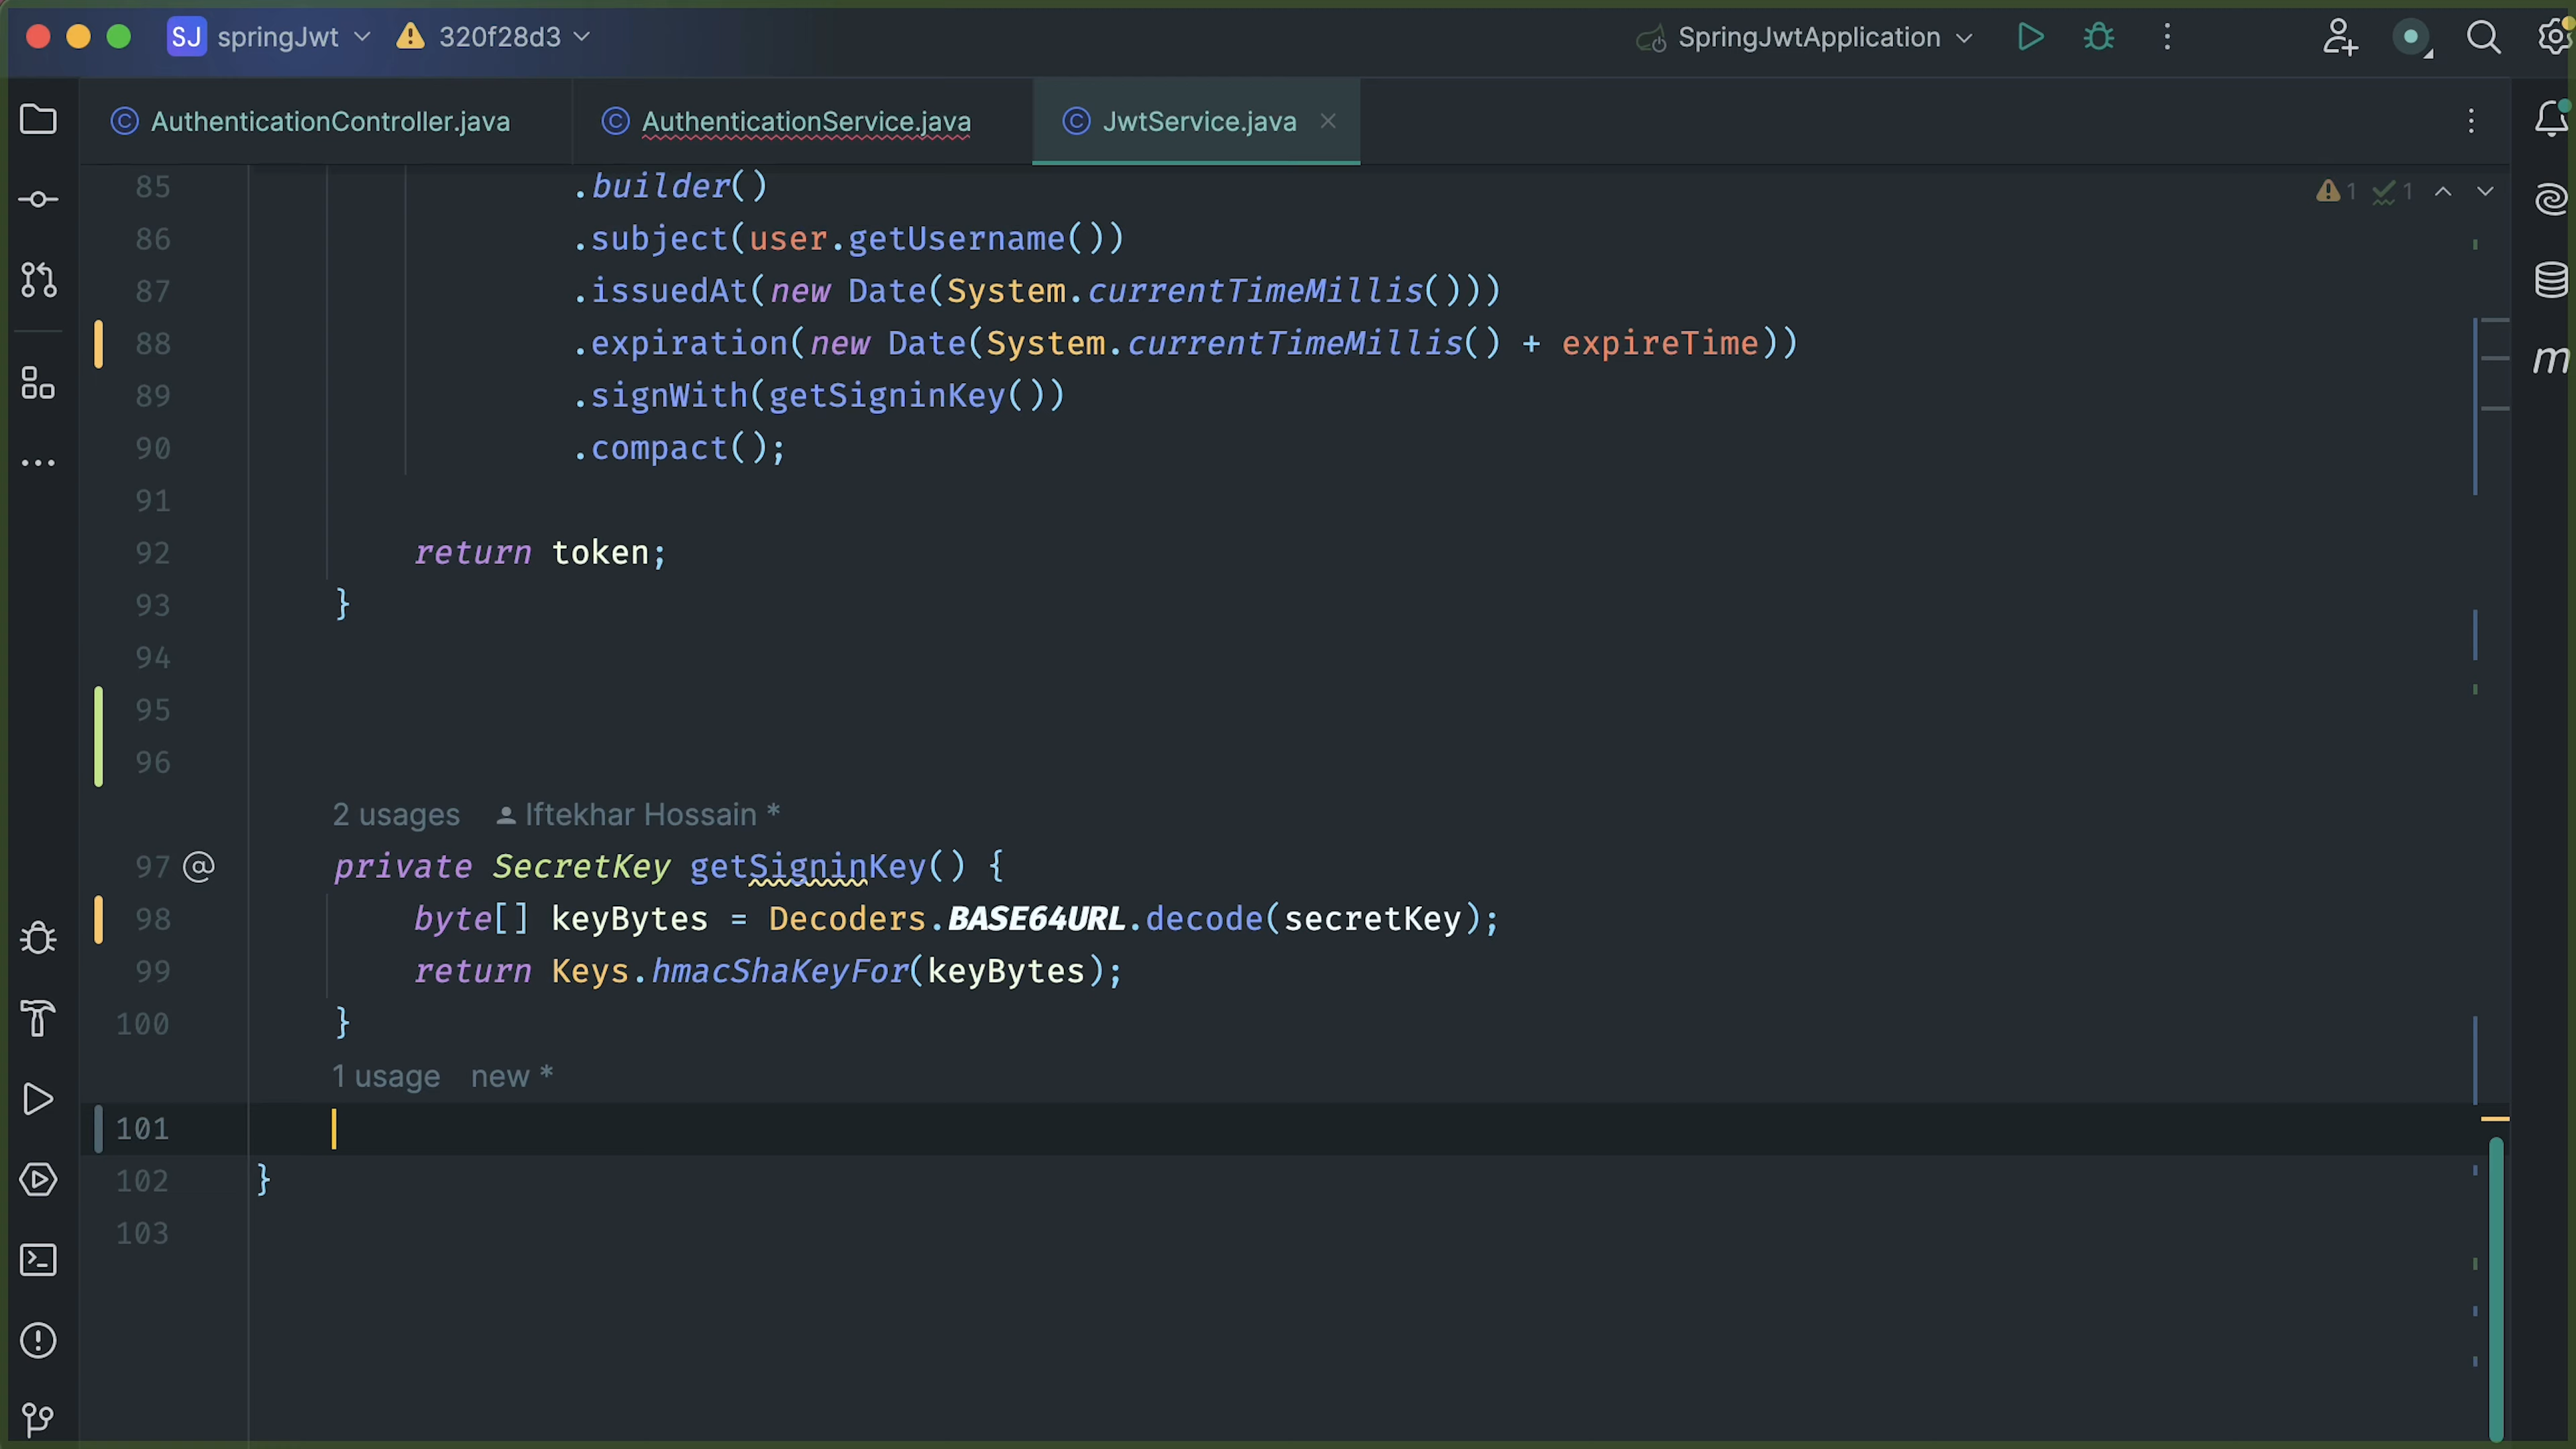 SJ springJwt 320f28d3 SpringJwtApplication
AuthenticationController.java AuthenticationService.java JwtService.java
85 .builder() 1 1
86 .subject(user.getUsername())
87 .issuedAt(new Date(System.currentTimeMillis()))
88 .expiration(new Date(System.currentTimeMillis() + expireTime))
89 .signWith(getSigninKey())
90 .compact();
91
92 return token;
93 }
94
95
96
2 usages Iftekhar Hossain *
97 @ private SecretKey getSigninKey() {
98 byte[] keyBytes = Decoders.BASE64URL.decode(secretKey);
99 return Keys.hmacShaKeyFor(keyBytes);
100 }
1 usage new *
101
102 }
103
m